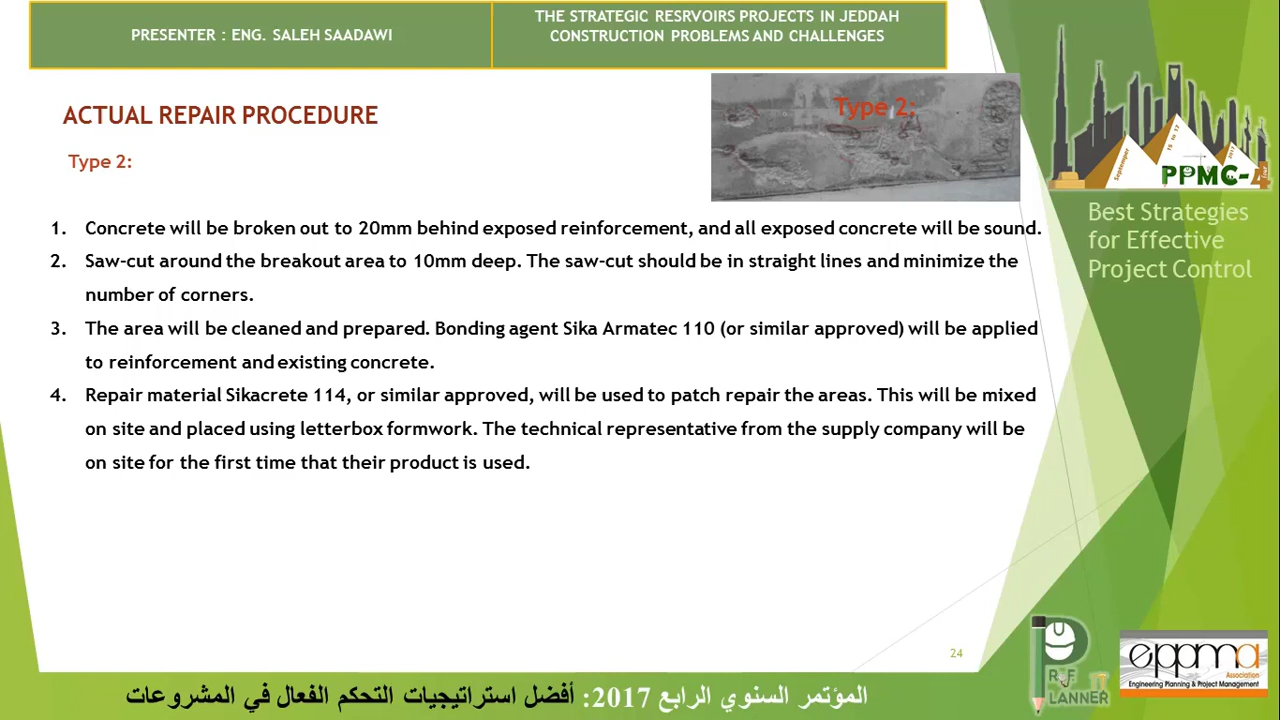 PRESENTER : ENG. SALEH SAADAWI
THE STRATEGIC RESRVOIRS PROJECTS IN JEDDAH
CONSTRUCTION PROBLEMS AND CHALLENGES
ACTUAL REPAIR PROCEDURE
Type 2:
Type 2:
1. Concrete will be broken out to 20mm behind exposed reinforcement, and all exposed concrete will be sound.
2. Saw-cut around the breakout area to 10mm deep. The saw-cut should be in straight lines and minimize the
number of corners.
3. The area will be cleaned and prepared. Bonding agent Sika Armatec 110 (or similar approved) will be applied
to reinforcement and existing concrete.
4. Repair material Sikacrete 114, or similar approved, will be used to patch repair the areas. This will be mixed
on site and placed using letterbox formwork. The technical representative from the supply company will be
on site for the first time that their product is used.
September
15 to 17
2017
PPMC-4
four
Best Strategies
for Effective
Project Control
24
PLANNER
eppma
Association
Engineering Planning & Project Management
المؤتمر السنوي الرابع 2017: أفضل استراتيجيات التحكم الفعال في المشروعات